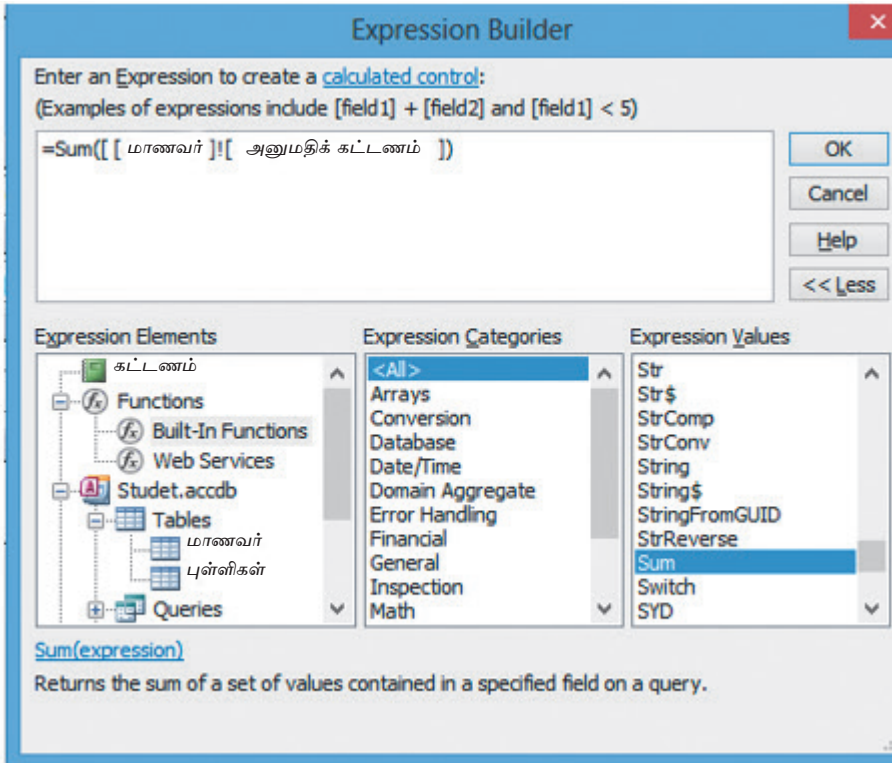 Expression Builder
Enter an Expression to create a calculated control:
(Examples of expressions include [field1] + [field2] and [field1] < 5)
=Sum([ [ மாணவர் ]![ அனுமதிக் கட்டணம் ])
OK
Cancel
Help
<< Less
Expression Elements
கட்டணம்
Functions
Built-In Functions
Web Services
Studet.accdb
Tables
மாணவர்
புள்ளிகள்
Queries
Expression Categories
<All>
Arrays
Conversion
Database
Date/Time
Domain Aggregate
Error Handling
Financial
General
Inspection
Math
Expression Values
Str
Str$
StrComp
StrConv
String
String$
StringFromGUID
StrReverse
Sum
Switch
SYD
Sum(expression)
Returns the sum of a set of values contained in a specified field on a query.